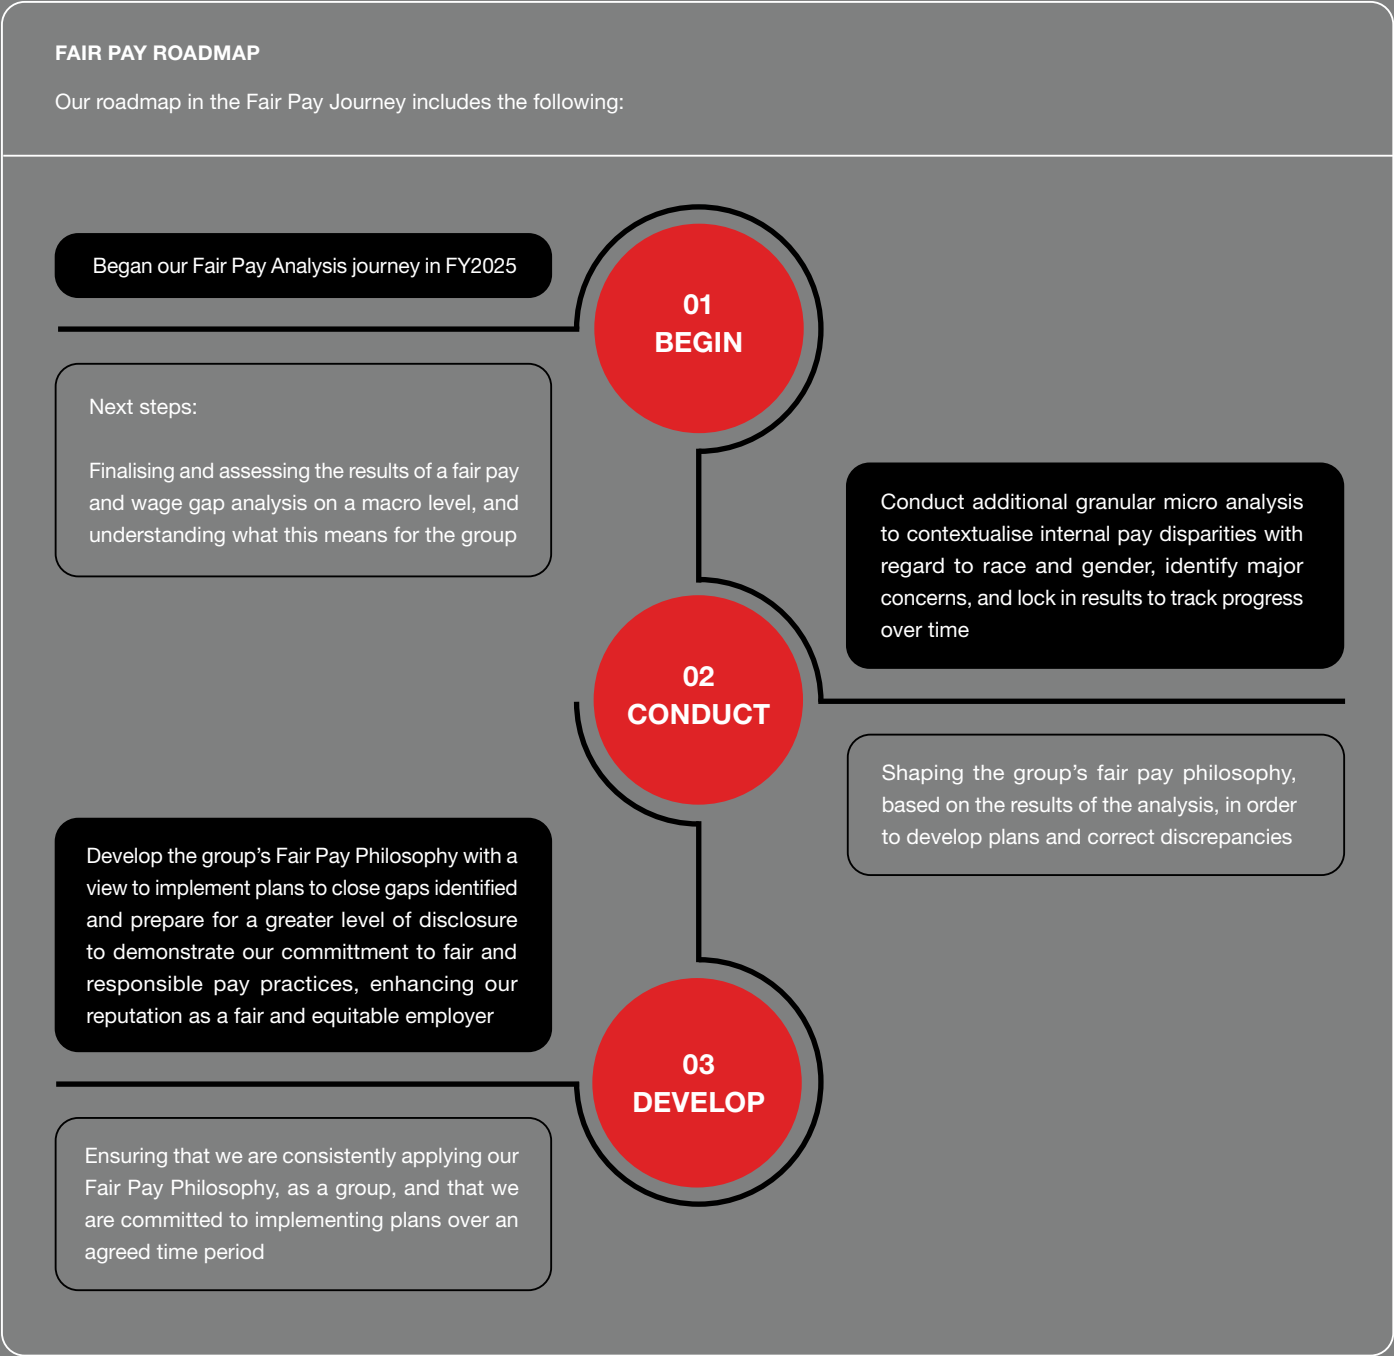 FAIR PAY ROADMAP
Our roadmap in the Fair Pay Journey includes the following:
Began our Fair Pay Analysis journey in FY2025
01
BEGIN
Next steps:
Finalising and assessing the results of a fair pay
and wage gap analysis on a macro level, and
understanding what this means for the group
Conduct additional granular micro analysis
to contextualise internal pay disparities with
regard to race and gender, identify major
concerns, and lock in results to track progress
over time
02
CONDUCT
Shaping the group’s fair pay philosophy,
based on the results of the analysis, in order
to develop plans and correct discrepancies
Develop the group’s Fair Pay Philosophy with a
view to implement plans to close gaps identified
and prepare for a greater level of disclosure
to demonstrate our committment to fair and
responsible pay practices, enhancing our
reputation as a fair and equitable employer
03
DEVELOP
Ensuring that we are consistently applying our
Fair Pay Philosophy, as a group, and that we
are committed to implementing plans over an
agreed time period